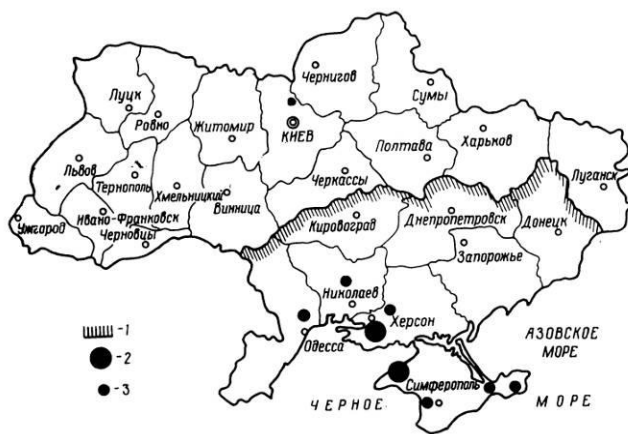 Чернигов
Сумы
Луцк
Ровно
Житомир
КНЕВ
Полтава
Харьков
Львов
Тернополь
Хмельницкий
Винница
Черкассы
Луганск
Ужгород
Ивано-Франковск
Черновцы
Кировоград
Днепропетровск
Донецк
Запорожье
Николаев
Херсон
Одесса
АЗОВСКОЕ
МОРЕ
Симферополь
ЧЕРНОЕ
МОРЕ
-1
-2
-3